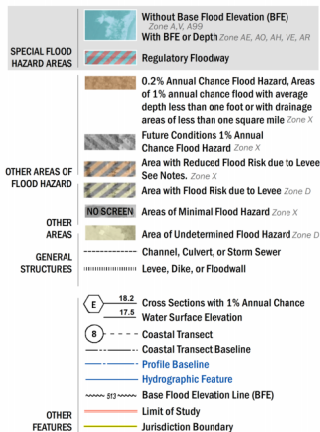 Without Base Flood Elevation (BFE)
Zone A,V, A99
With BFE or Depth Zone AE, AO, AH, VE, AR
SPECIAL FLOOD
HAZARD AREAS
Regulatory Floodway
0.2% Annual Chance Flood Hazard, Areas
of 1% annual chance flood with average
depth less than one foot or with drainage
areas of less than one square mile Zone X
Future Conditions 1% Annual
Chance Flood Hazard Zone X
Area with Reduced Flood Risk due to Levee
See Notes. Zone X
OTHER AREAS OF
FLOOD HAZARD
Area with Flood Risk due to Levee Zone D
NO SCREEN Areas of Minimal Flood Hazard Zone X
OTHER
AREAS
Area of Undetermined Flood Hazard Zone D
GENERAL
STRUCTURES
Channel, Culvert, or Storm Sewer
Levee, Dike, or Floodwall
E 18.2 Cross Sections with 1% Annual Chance
17.5 Water Surface Elevation
8 Coastal Transect
Coastal Transect Baseline
Profile Baseline
Hydrographic Feature
513 Base Flood Elevation Line (BFE)
OTHER
FEATURES
Limit of Study
Jurisdiction Boundary